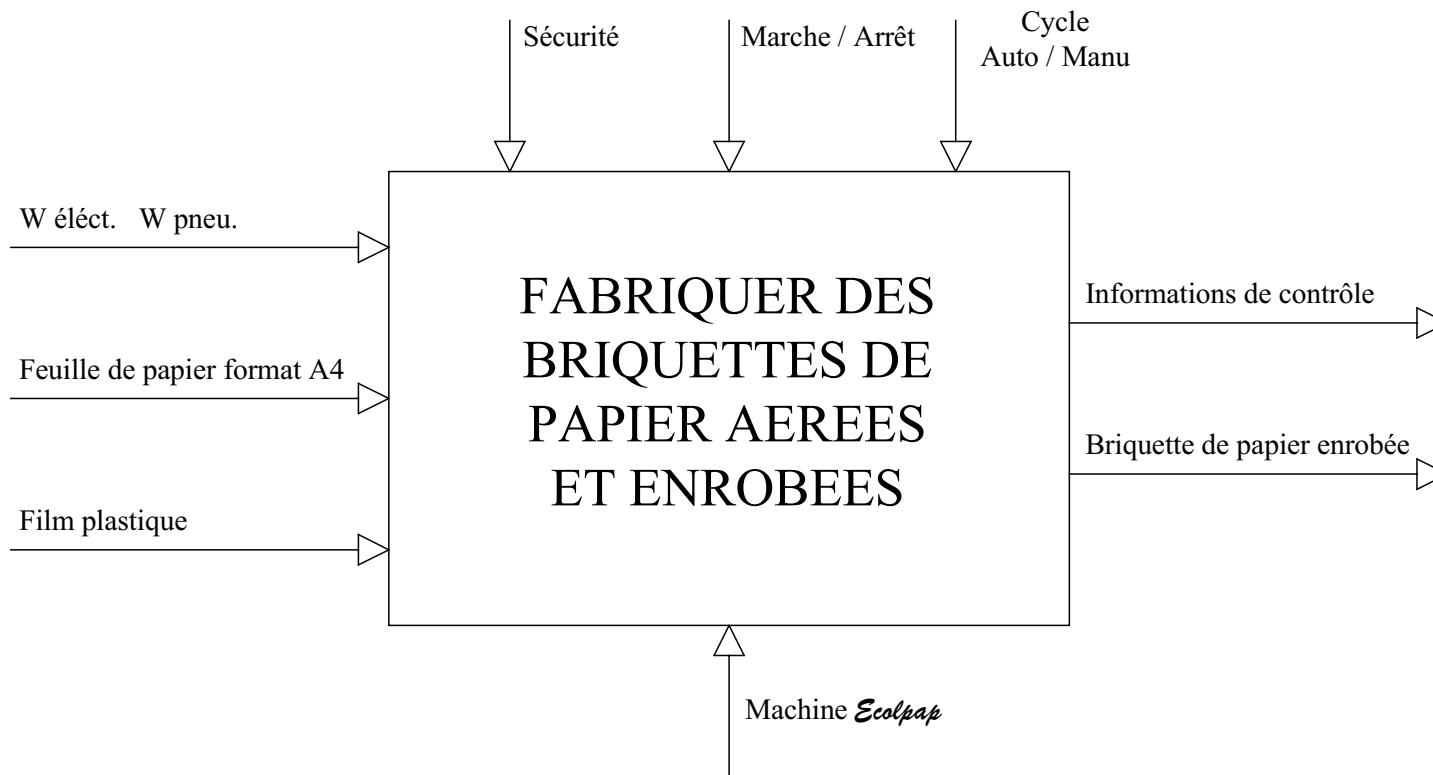 Sécurité
Marche / Arrêt
Cycle
Auto / Manu
W éléct.   W pneu.
Feuille de papier format A4
Film plastique
FABRIQUER DES
BRIQUETTES DE
PAPIER AEREES
ET ENROBEES
Informations de contrôle
Briquette de papier enrobée
Machine Ecolpap